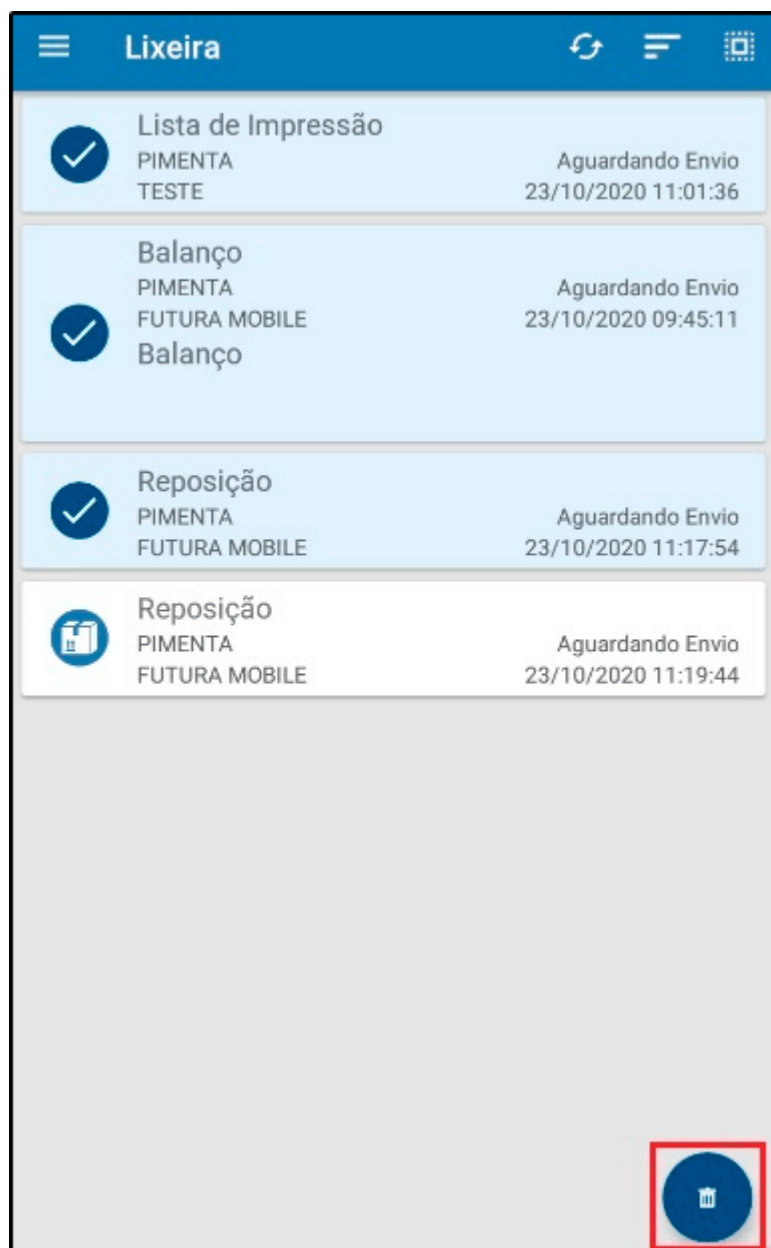 Lixeira
Lista de Impressão
PIMENTA Aguardando Envio
TESTE 23/10/2020 11:01:36
Balanço
PIMENTA Aguardando Envio
FUTURA MOBILE 23/10/2020 09:45:11
Balanço
Reposição
PIMENTA Aguardando Envio
FUTURA MOBILE 23/10/2020 11:17:54
Reposição
PIMENTA Aguardando Envio
FUTURA MOBILE 23/10/2020 11:19:44